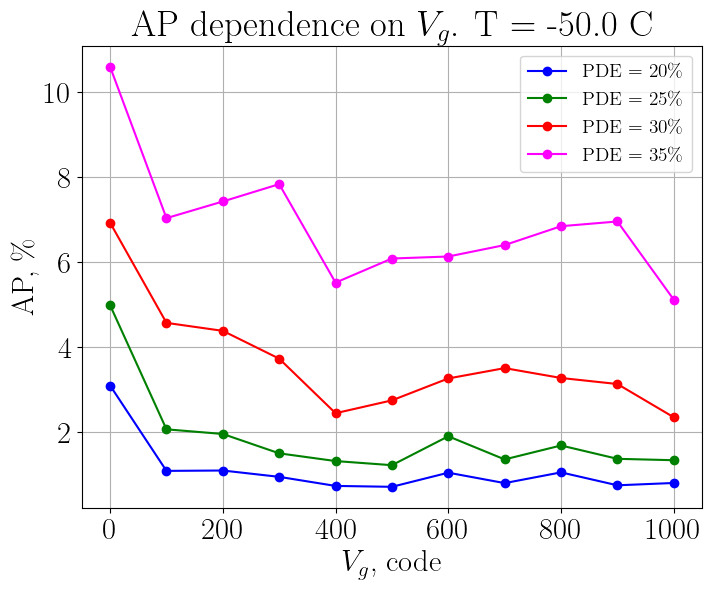 AP dependence on V_g. T = -50.0 C
PDE = 20%
PDE = 25%
PDE = 30%
PDE = 35%
AP, %
10
8
6
4
2
0 200 400 600 800 1000
V_g, code